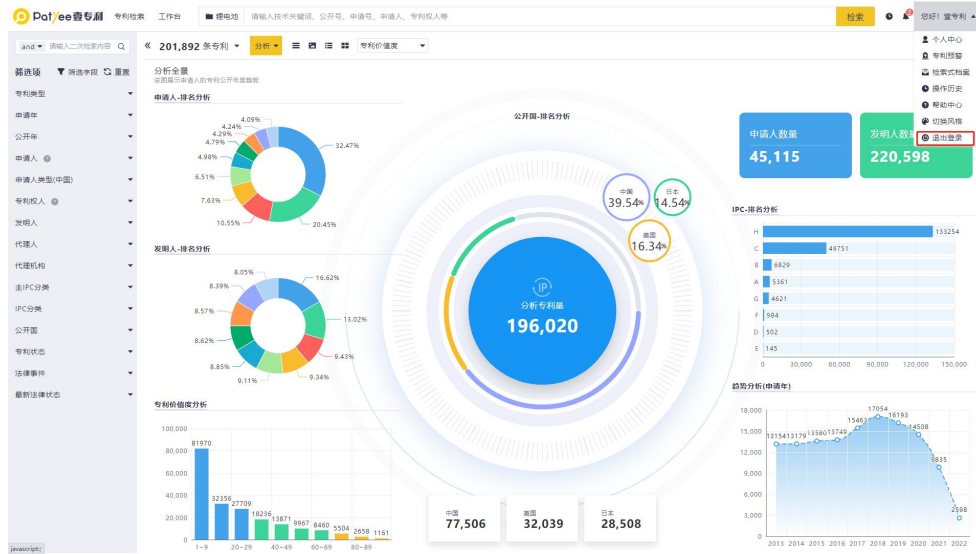 Patyee壹专利 专利检索 工作台 锂电池 请输入技术关键词、公开号、申请号、申请人、专利权人等 检索 2 您好！壹专利
and 请输入二次检索内容
筛选项 筛选字段 重置
专利类型
申请年
公开年
申请人
申请人类型(中国)
专利权人
发明人
代理人
代理机构
主IPC分类
IPC分类
公开国
专利状态
法律事件
最新法律状态
javascript:;
201,892 条专利 分析 专利价值度
分析全景
该图展示申请人的专利公开年度趋势
申请人-排名分析
4.09%
4.24%
4.29%
4.79%
4.98%
6.51%
7.63%
10.55%
20.45%
32.47%
发明人-排名分析
8.05%
16.62%
8.39%
8.57%
13.02%
8.62%
9.43%
8.85%
9.34%
9.11%
专利价值度分析
100,000
80,000
60,000
40,000
20,000
0
81970
32356
27709
18236
13871
9967
8460
5504
2658
1161
1~9 20~29 40~49 60~69 80~89
公开国-排名分析
中国
39.54%
日本
14.54%
美国
16.34%
IP
分析专利量
196,020
中国
77,506
美国
32,039
日本
28,508
个人中心
专利预警
检索式档案
操作历史
帮助中心
切换风格
退出登录
申请人数量
45,115
发明人数
220,598
IPC-排名分析
H 133254
C 49751
B 6829
A 5361
G 4621
F 984
D 502
E 145
0 30,000 60,000 90,000 120,000 150,000
趋势分析(申请年)
18,000
15,000
12,000
9,000
6,000
3,000
0
13154
13179
13560
13749
15463
17054
16193
14508
9835
2598
2013 2014 2015 2016 2017 2018 2019 2020 2021 2022